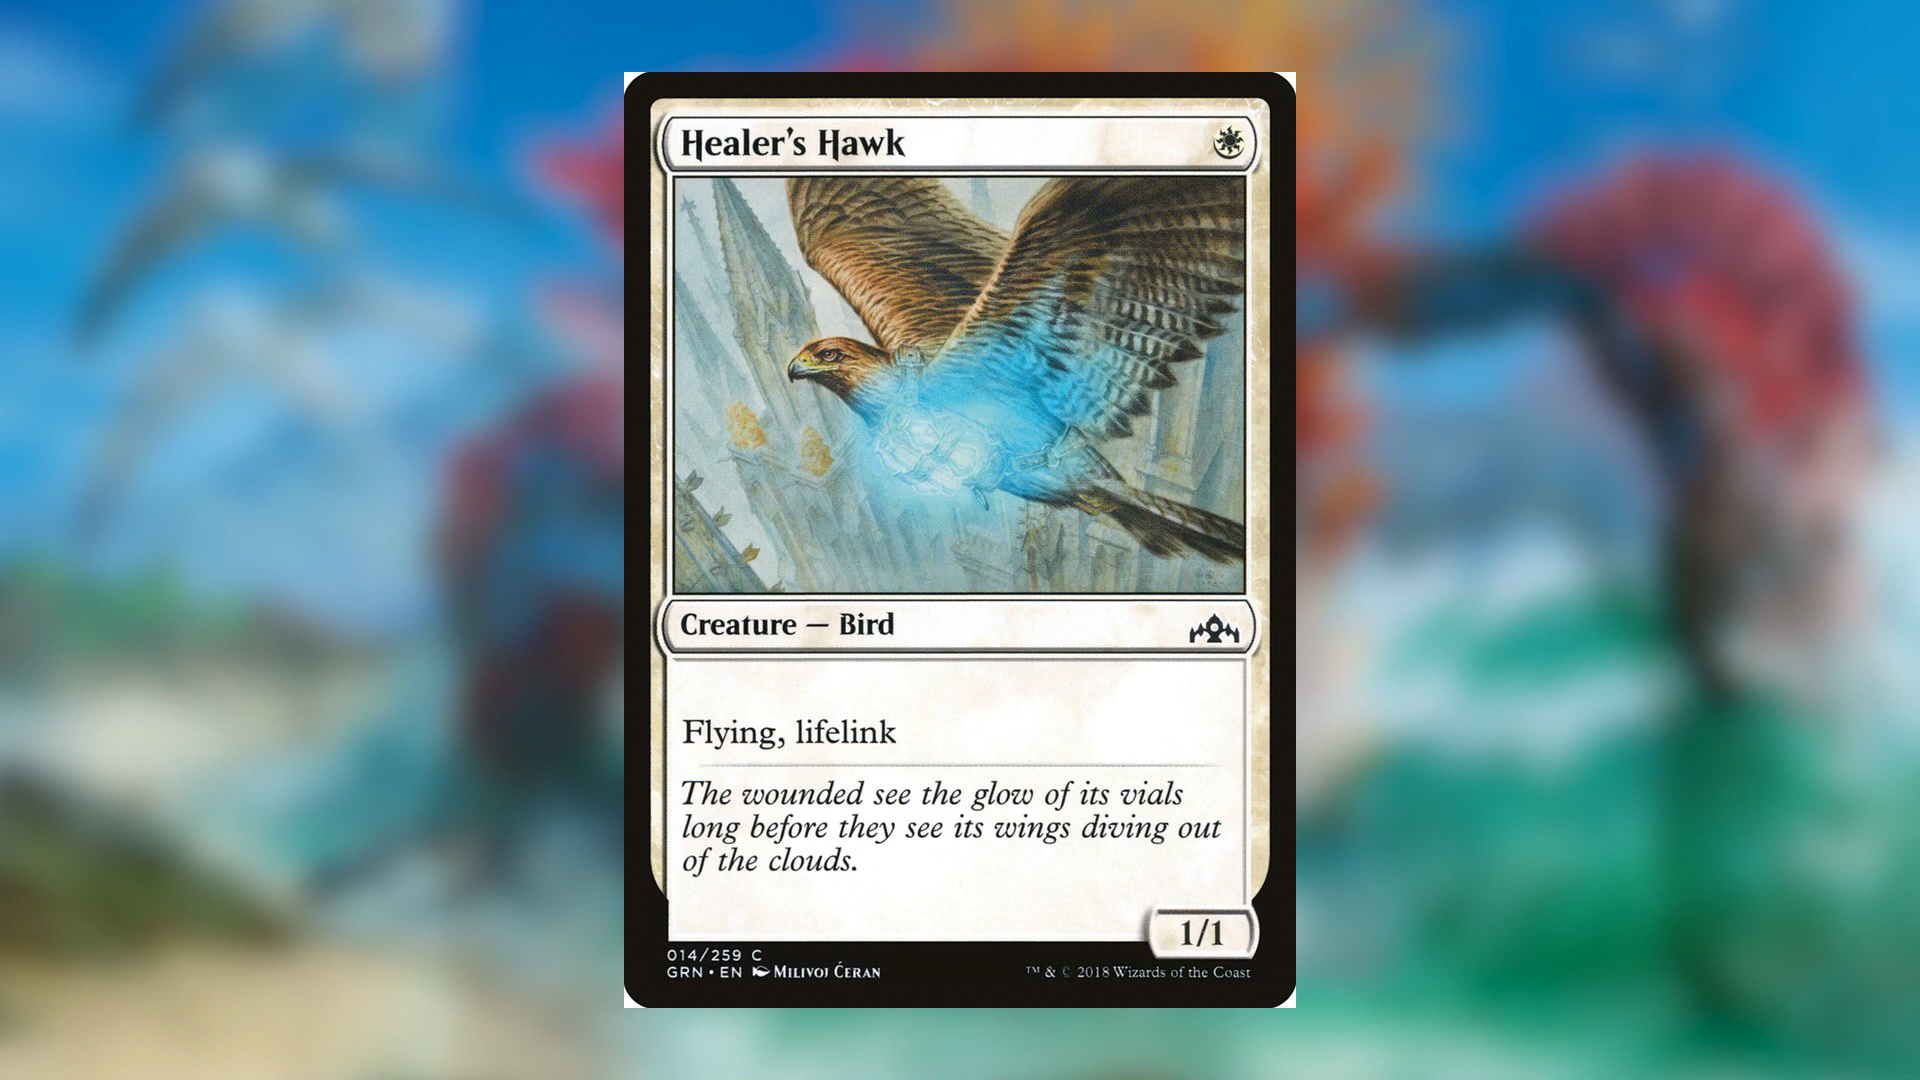 Healer's Hawk
Creature — Bird
Flying, lifelink
The wounded see the glow of its vials
long before they see its wings diving out
of the clouds.
1/1
014/259 C
GRN • EN Milivoj Ćeran
™ & © 2018 Wizards of the Coast